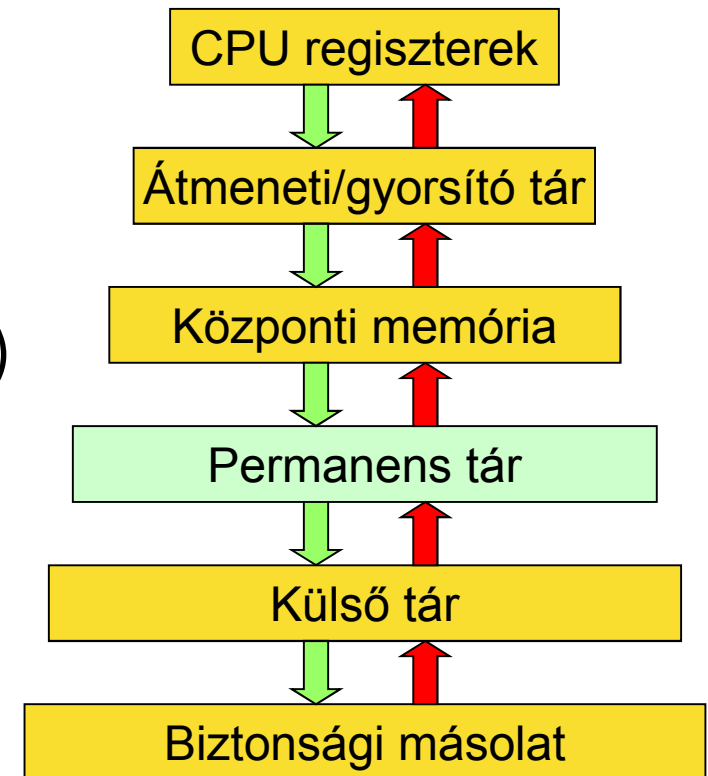 CPU regiszterek
Átmeneti/gyorsító tár
Központi memória
)
Permanens tár
Külső tár
Biztonsági másolat